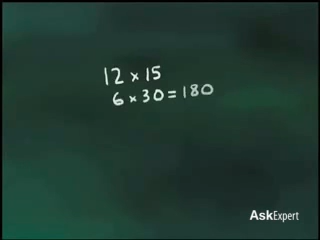 12 × 15
6 × 30 = 180
AskExpert